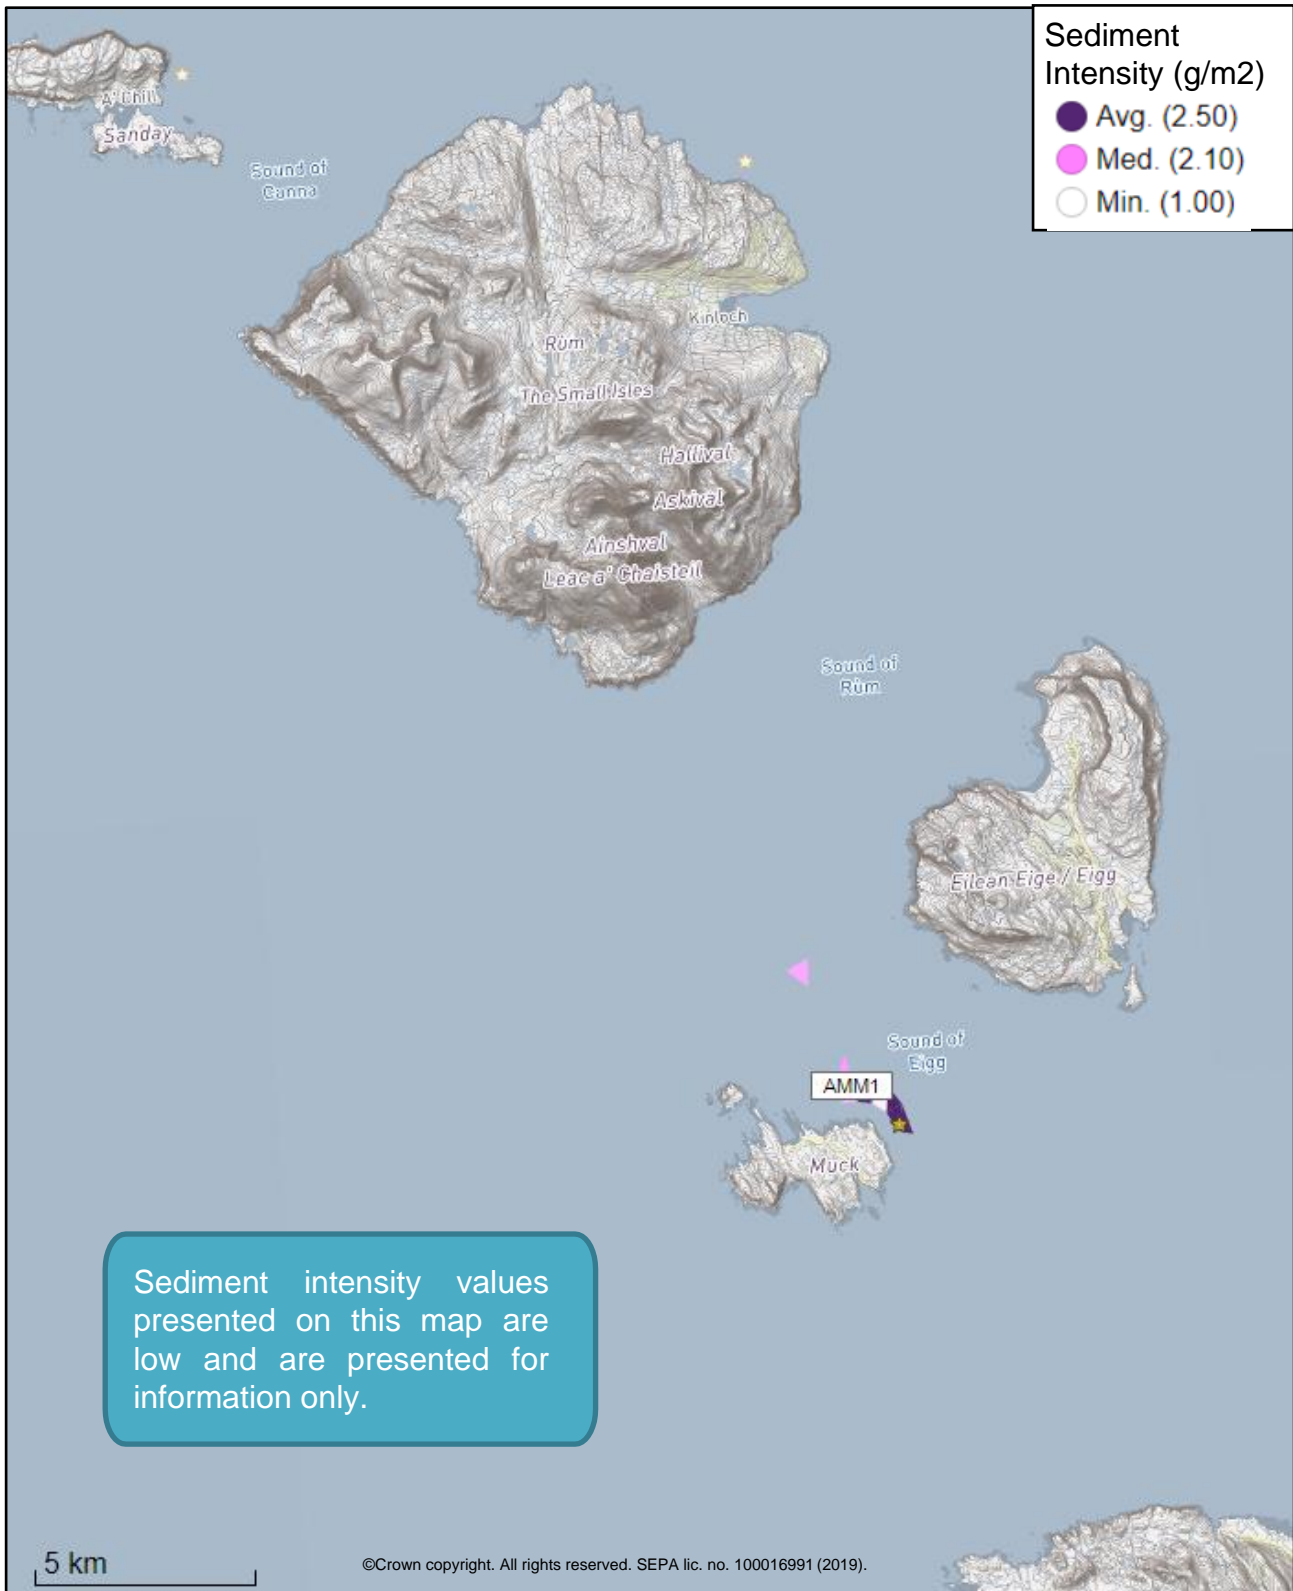 Sediment
Intensity (g/m2)
Avg. (2.50)
Med. (2.10)
Min. (1.00)
A' Chill
Sanday
Sound of
Canna
Kinloch
Rùm
The Small Isles
Hallival
Askival
Ainshval
Leac a' Chaisteil
Sound of
Rùm
Eilean Eige / Eigg
Sound of
Eigg
AMM1
Muck
Sediment intensity values
presented on this map are
low and are presented for
information only.
5 km
©Crown copyright. All rights reserved. SEPA lic. no. 100016991 (2019).